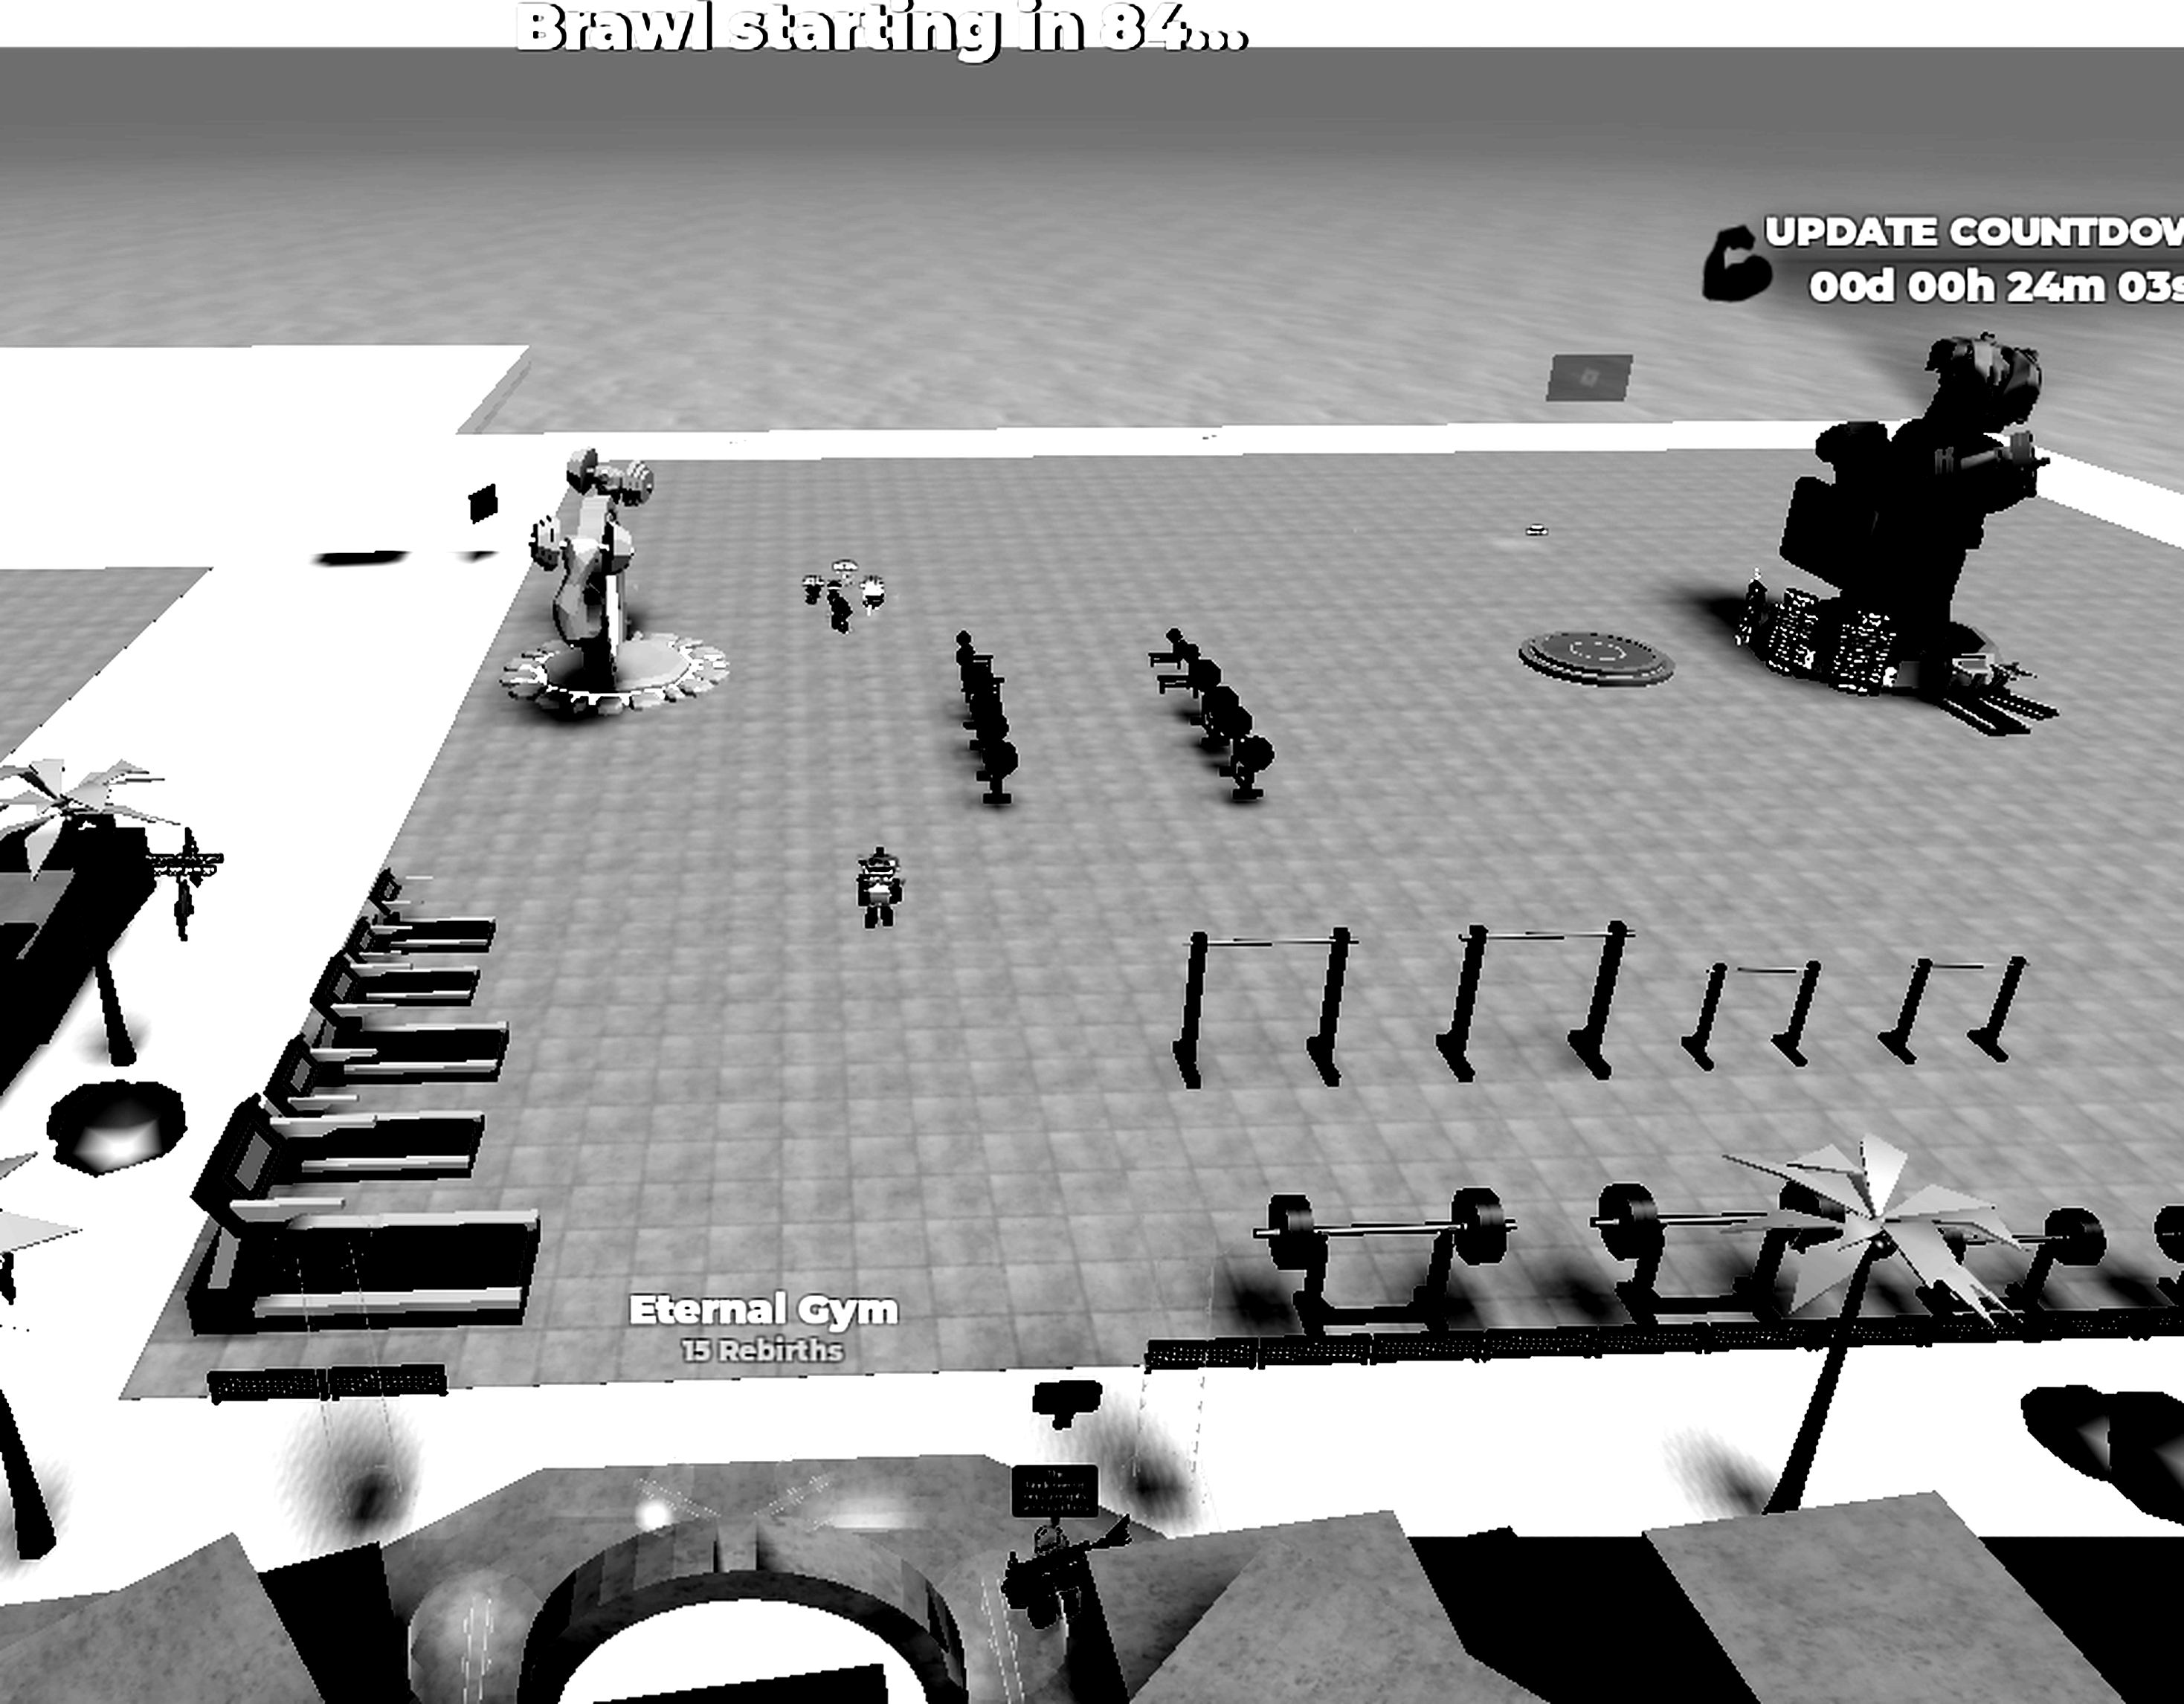 Brawl starting in 84...
UPDATE COUNTDOW
00d 00h 24m 03s
Eternal Gym
15 Rebirths